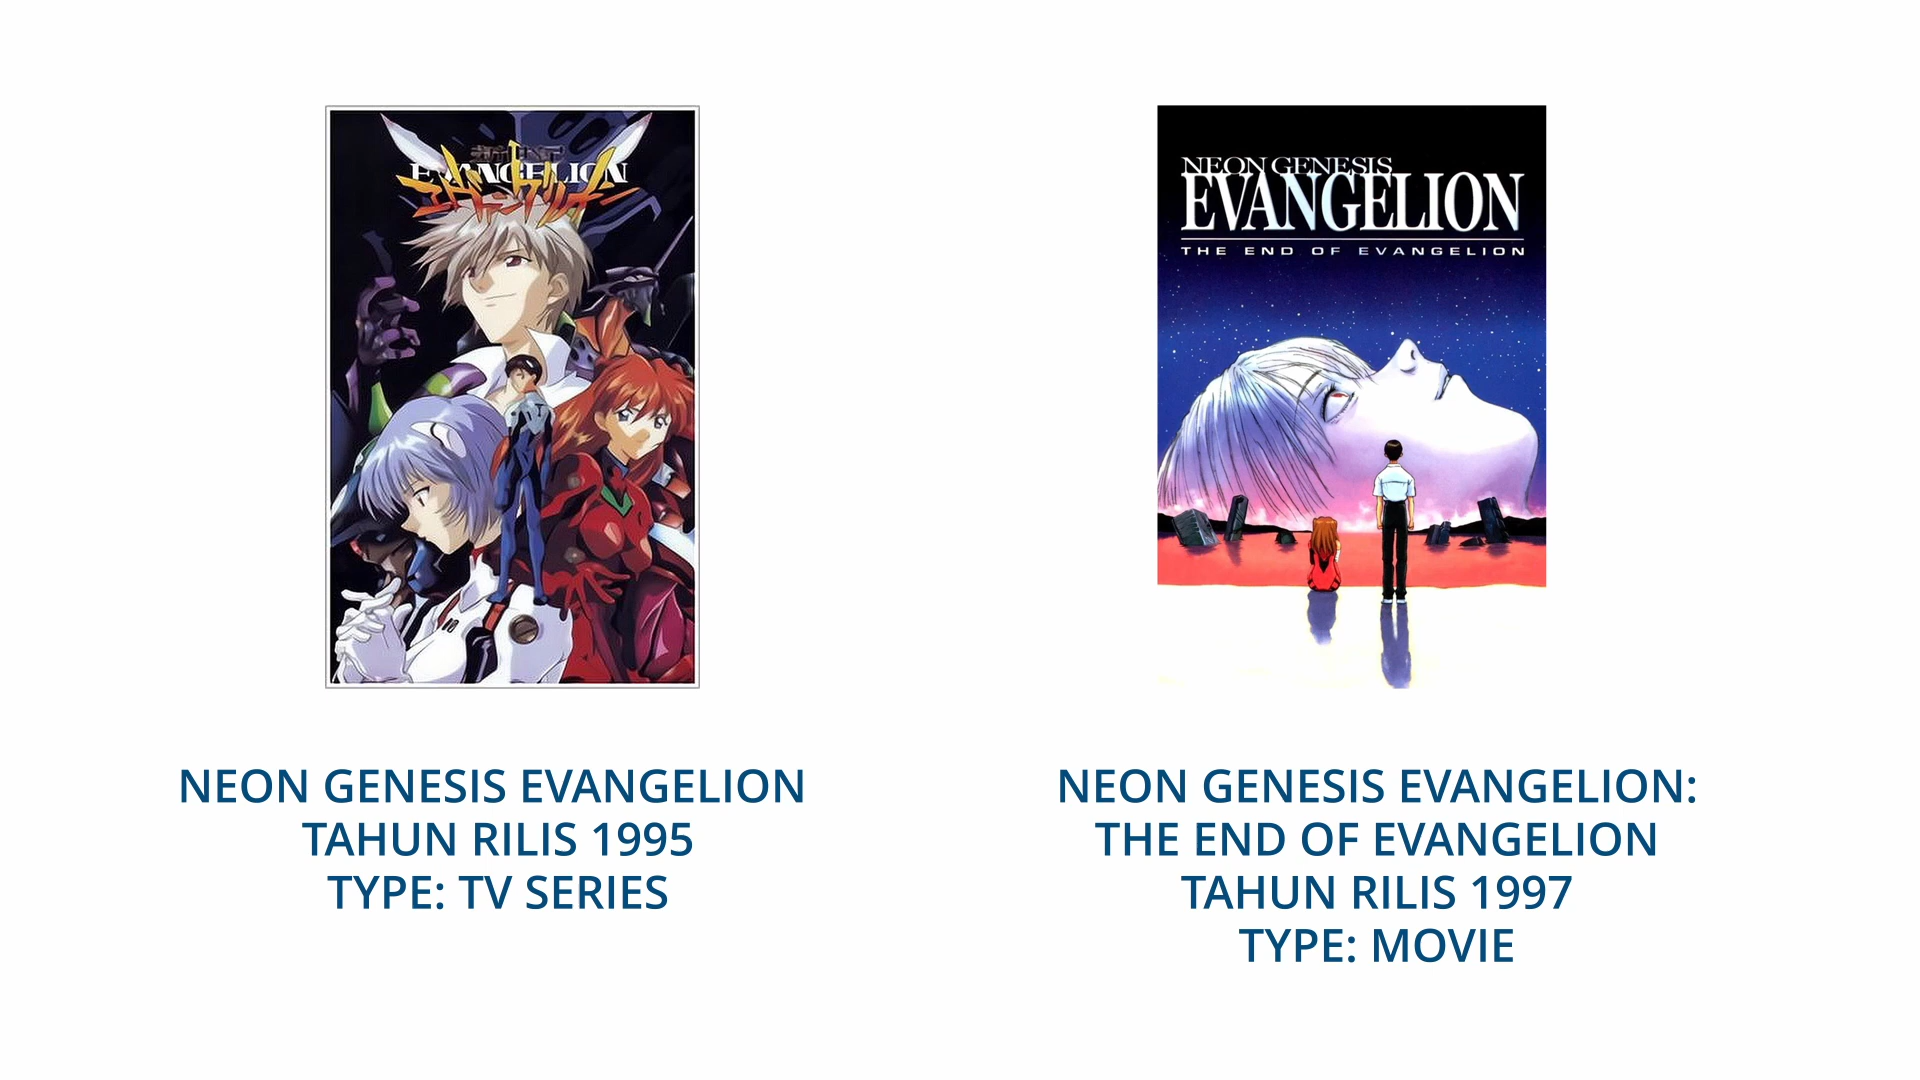 EVANGELION
NEON GENESIS EVANGELION
TAHUN RILIS 1995
TYPE: TV SERIES
NEON GENESIS
EVANGELION
THE END OF EVANGELION
NEON GENESIS EVANGELION:
THE END OF EVANGELION
TAHUN RILIS 1997
TYPE: MOVIE